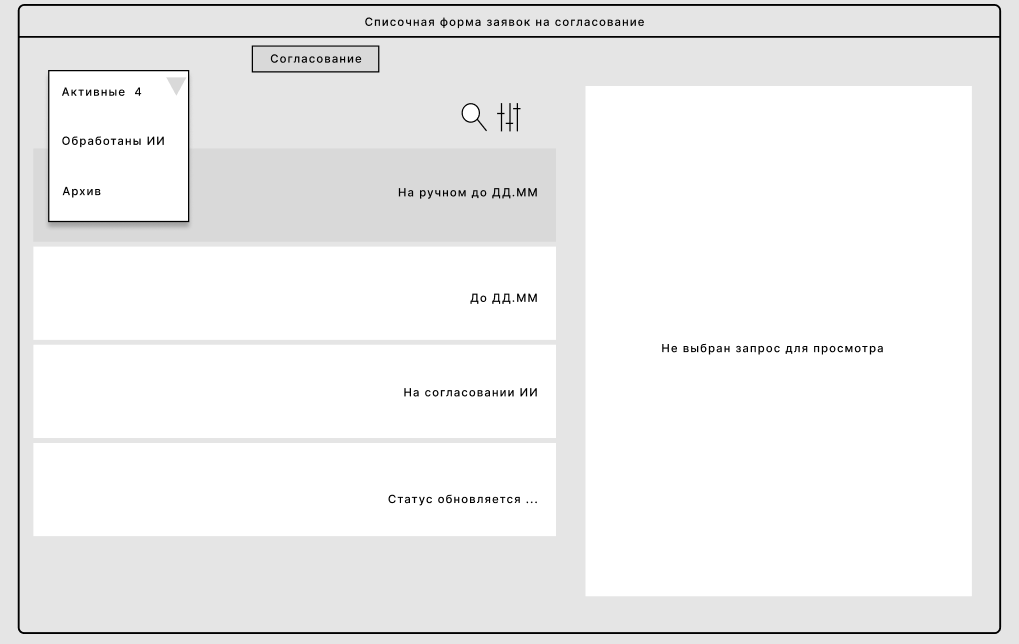 Списочная форма заявок на согласование
Согласование
Активные 4
Обработаны ИИ
Архив
На ручном до ДД.ММ
До ДД.ММ
На согласовании ИИ
Статус обновляется ...
Не выбран запрос для просмотра